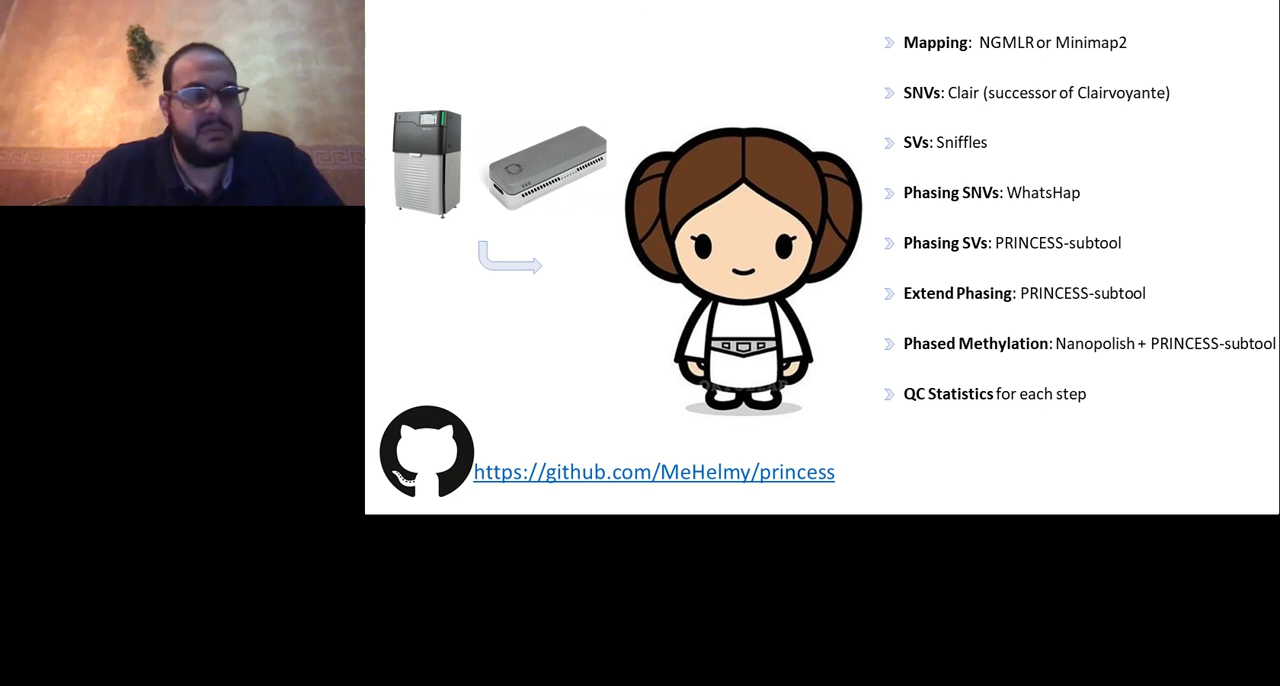 Mapping: NGMLR or Minimap2
SNVs: Clair (successor of Clairvoyante)
SVs: Sniffles
Phasing SNVs: WhatsHap
Phasing SVs: PRINCESS-subtool
Extend Phasing: PRINCESS-subtool
Phased Methylation: Nanopolish + PRINCESS-subtool
QC Statistics for each step
https://github.com/MeHelmy/princess